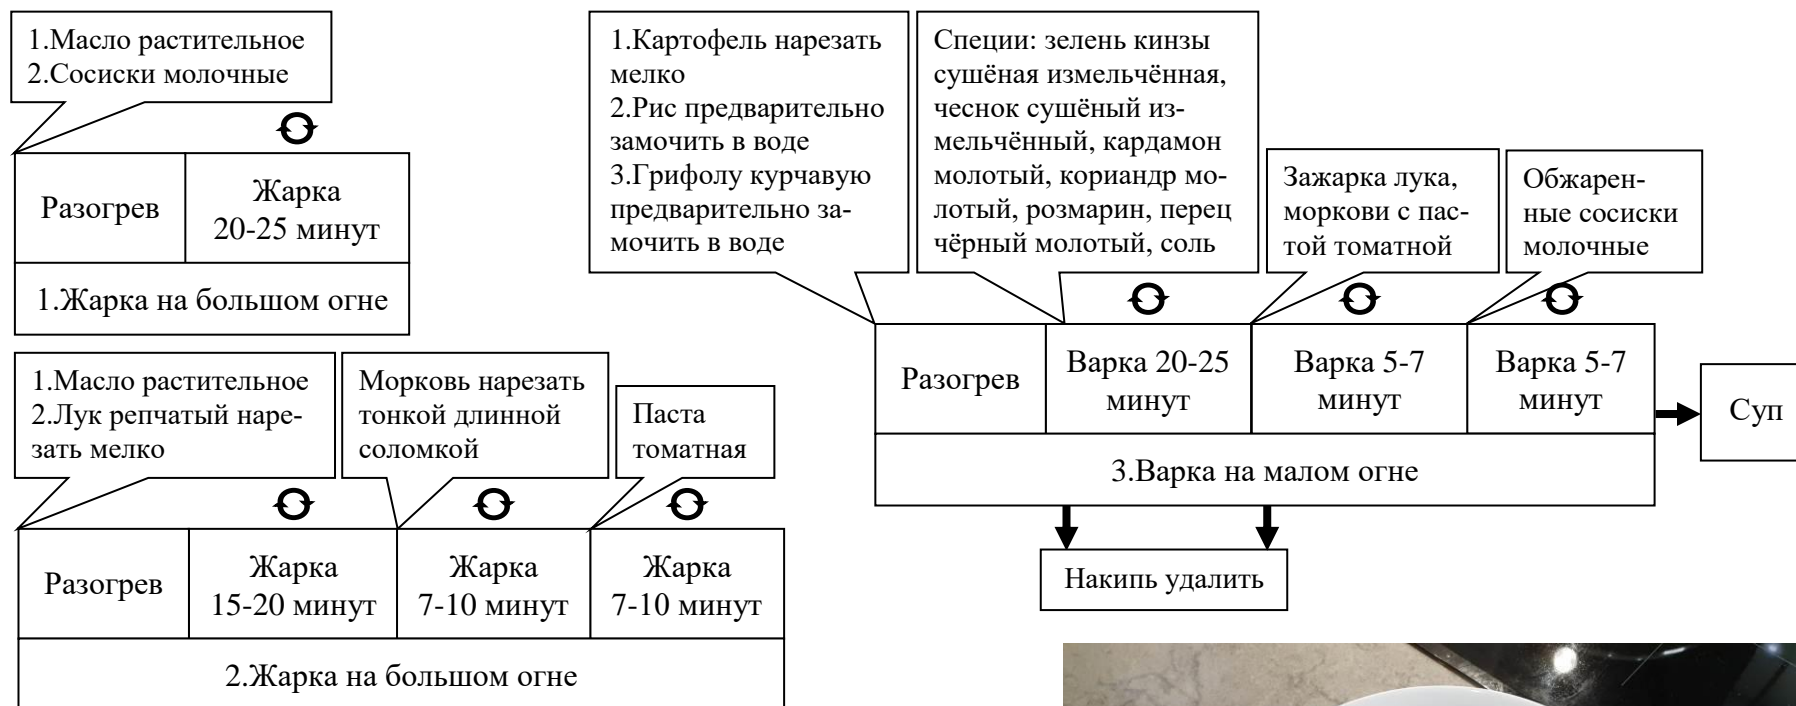 1.Масло растительное
2.Сосиски молочные
Разогрев
Жарка
20-25 минут
1.Жарка на большом огне
1.Масло растительное
2.Лук репчатый наре-
зать мелко
Морковь нарезать
тонкой длинной
соломкой
Паста
томатная
Разогрев
Жарка
15-20 минут
Жарка
7-10 минут
Жарка
7-10 минут
2.Жарка на большом огне
1.Картофель нарезать
мелко
2.Рис предварительно
замочить в воде
3.Грифолу курчавую
предварительно за-
мочить в воде
Специи: зелень кинзы
сушёная измельчённая,
чеснок сушёный из-
мельчённый, кардамон
молотый, кориандр мо-
лотый, розмарин, перец
чёрный молотый, соль
Зажарка лука,
моркови с пас-
той томатной
Обжарен-
ные сосиски
молочные
Разогрев
Варка 20-25
минут
Варка 5-7
минут
Варка 5-7
минут
3.Варка на малом огне
Суп
Накипь удалить